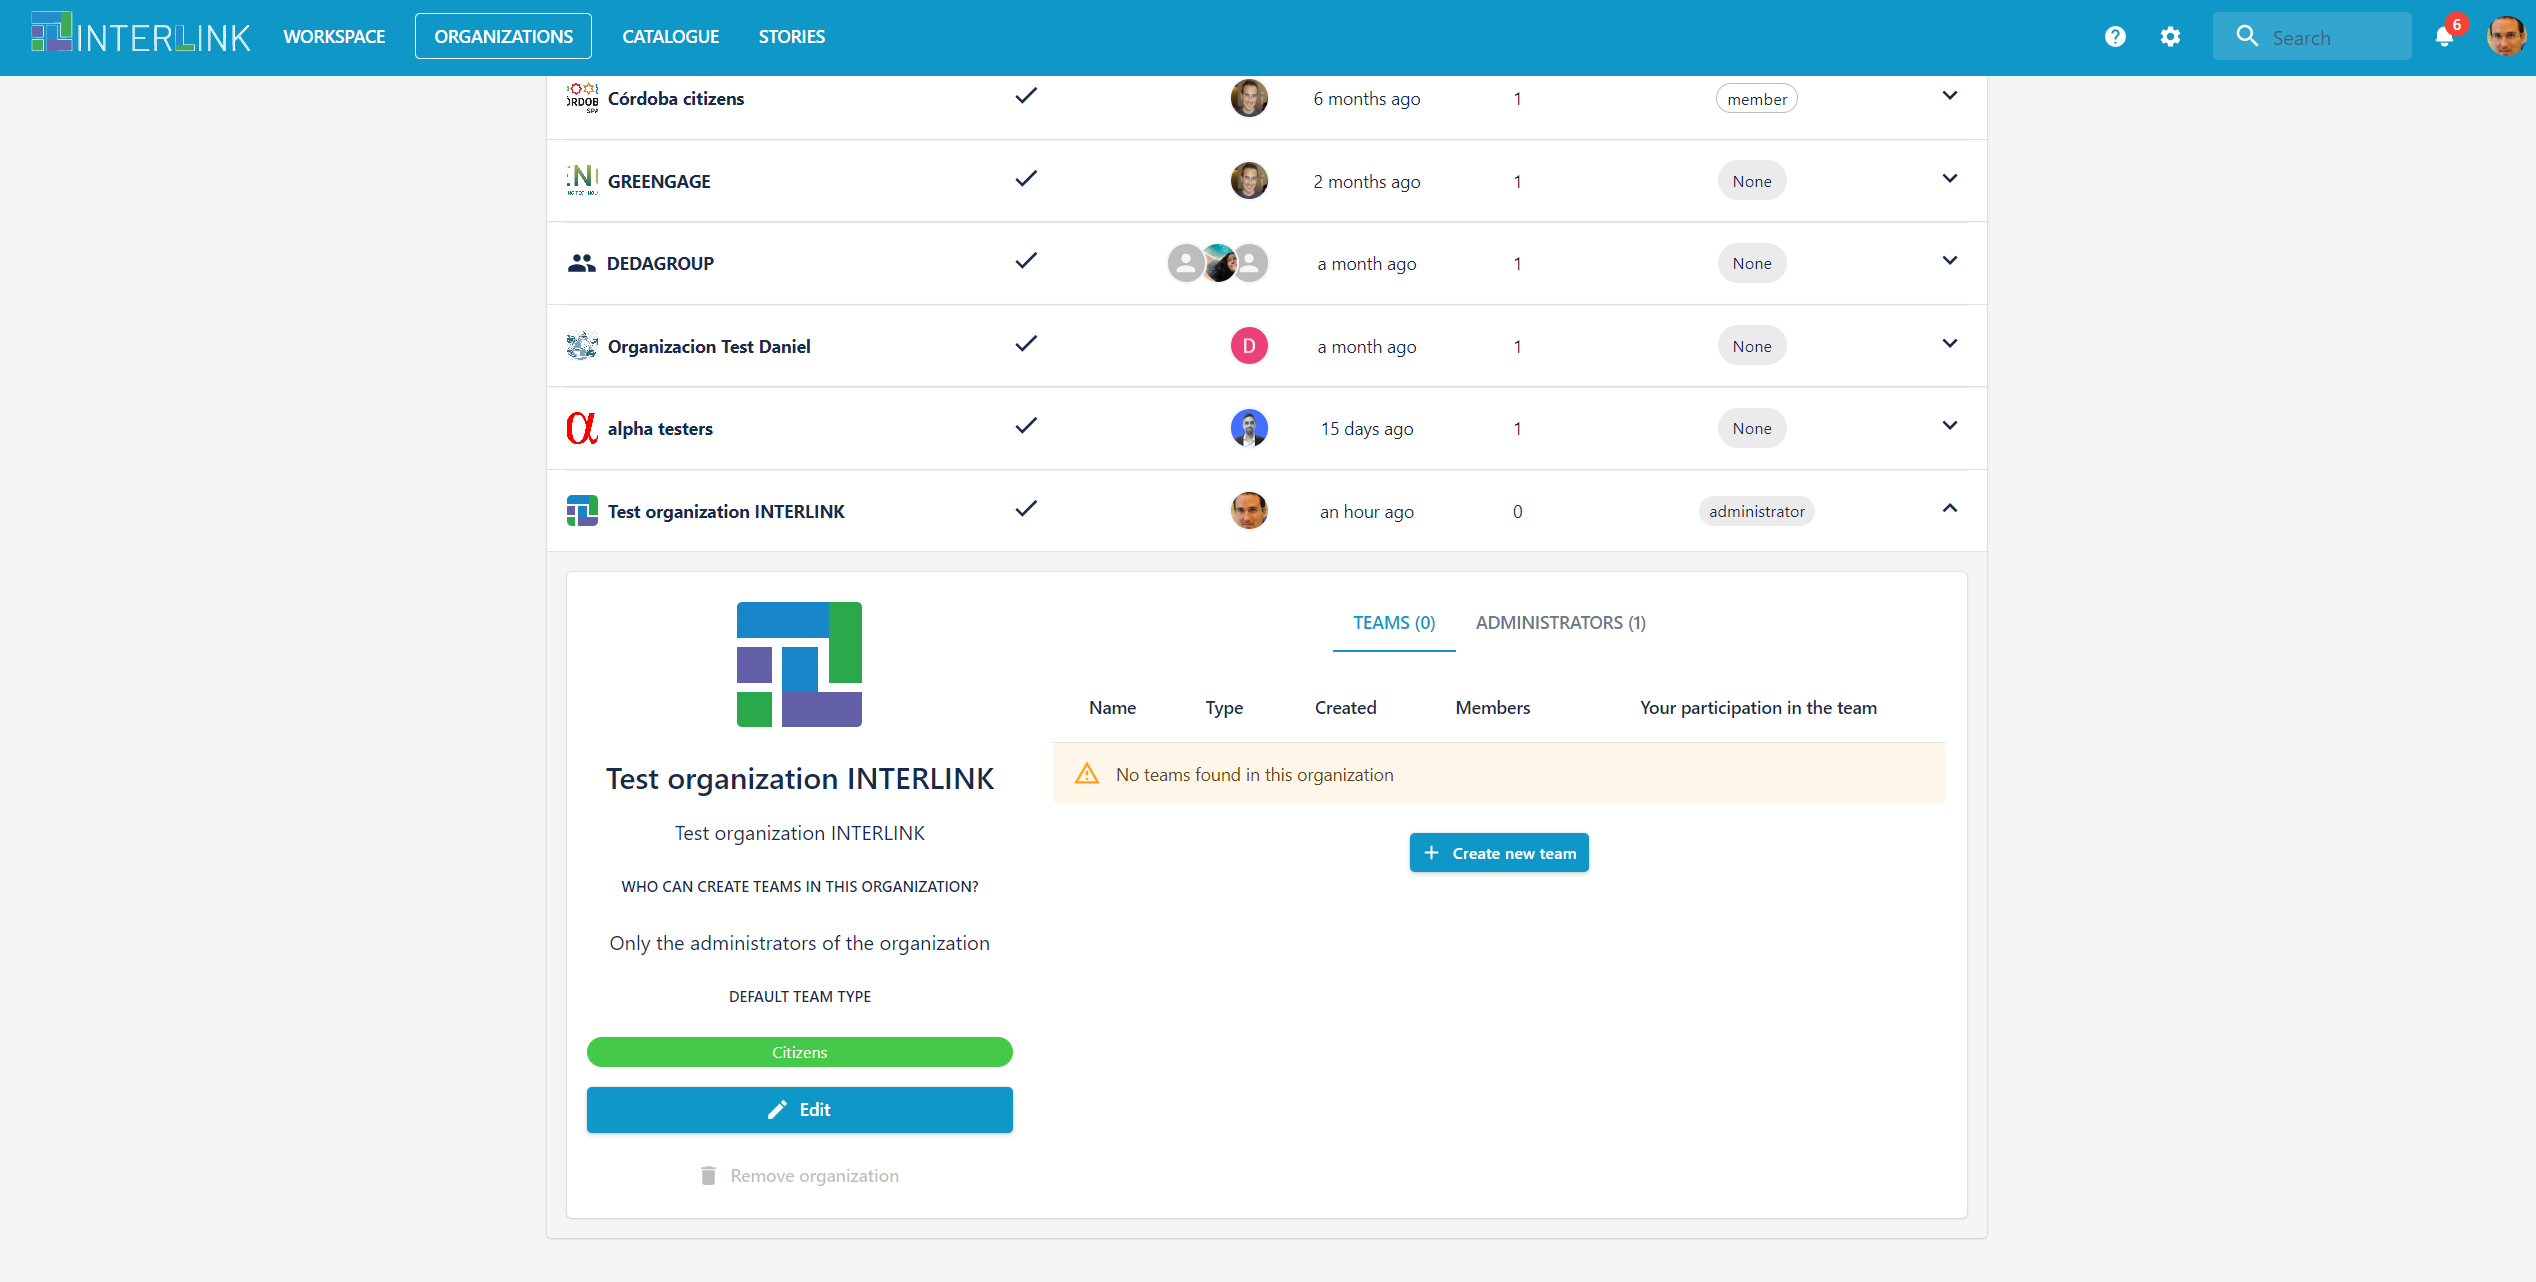 INTERLINK WORKSPACE ORGANIZATIONS CATALOGUE STORIES Search 6
Córdoba citizens 6 months ago 1 member
GREENGAGE 2 months ago 1 None
DEDAGROUP a month ago 1 None
Organizacion Test Daniel D a month ago 1 None
α alpha testers 15 days ago 1 None
Test organization INTERLINK an hour ago 0 administrator
TEAMS (0) ADMINISTRATORS (1)
Name Type Created Members Your participation in the team
No teams found in this organization
Create new team
Test organization INTERLINK
Test organization INTERLINK
WHO CAN CREATE TEAMS IN THIS ORGANIZATION?
Only the administrators of the organization
DEFAULT TEAM TYPE
Citizens
Edit
Remove organization